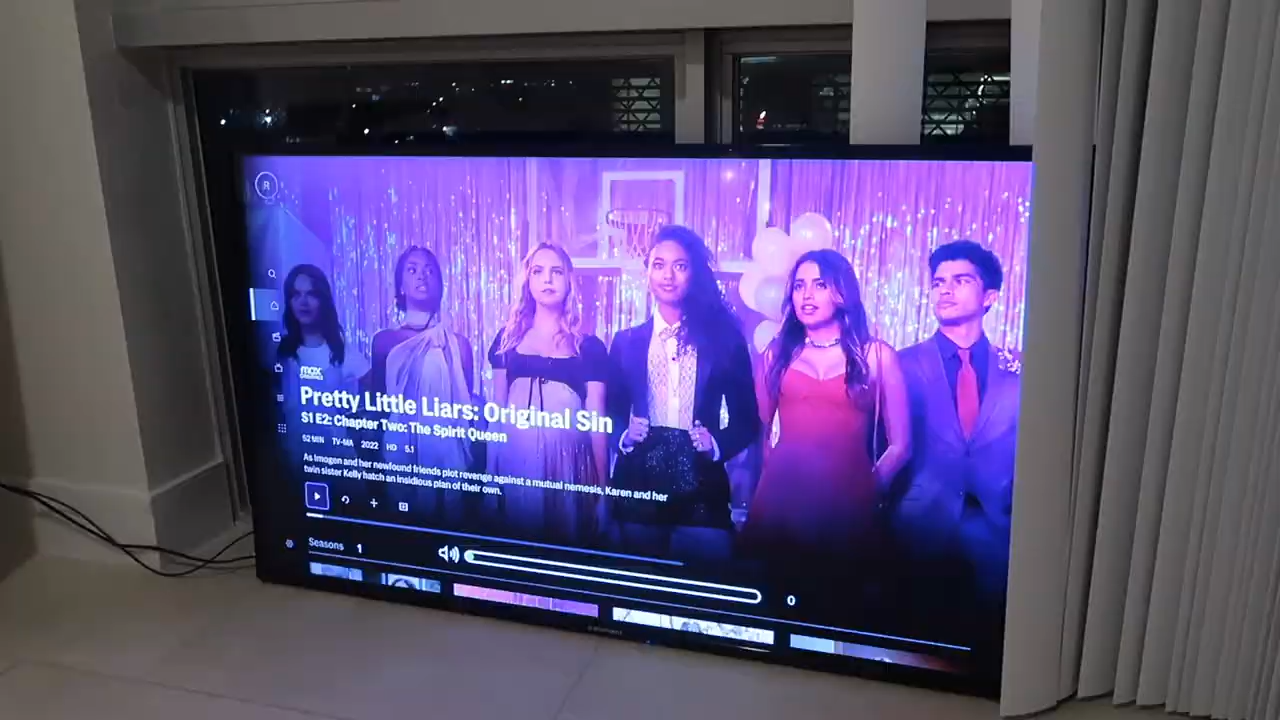 R
max
ORIGINALS
Pretty Little Liars: Original Sin
S1 E2: Chapter Two: The Spirit Queen
52 MIN TV-MA 2022 HD 5.1
As Imogen and her newfound friends plot revenge against a mutual nemesis, Karen and her
twin sister Kelly hatch an insidious plan of their own.
Seasons 1
0